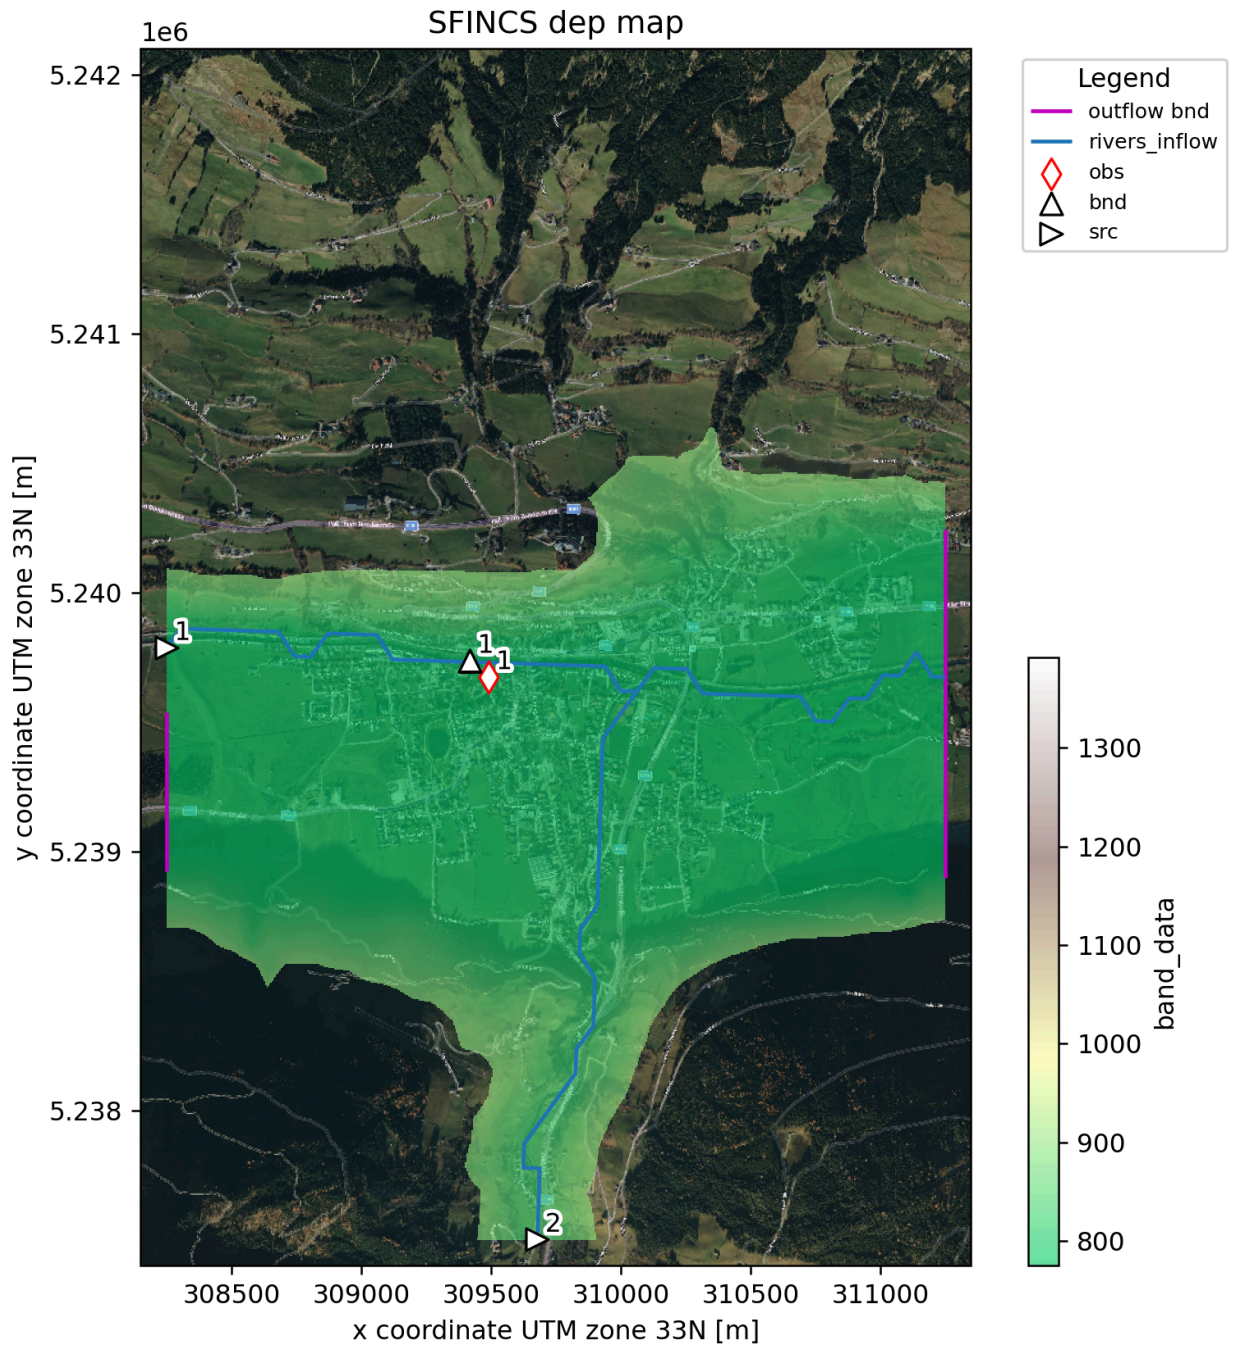 SFINCS dep map
1e6
5.242
5.241
5.240
5.239
5.238
y coordinate UTM zone 33N [m]
308500 309000 309500 310000 310500 311000
x coordinate UTM zone 33N [m]
1
1
1
2
Legend
outflow bnd
rivers_inflow
obs
bnd
src
1300
1200
1100
1000
900
800
band_data